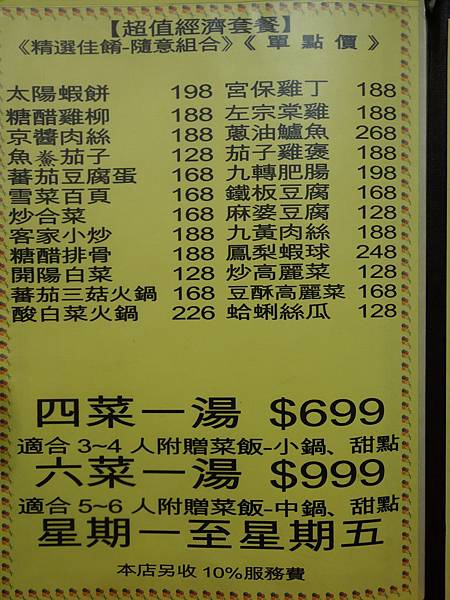 【超值經濟套餐】
《精選佳餚-隨意組合》《單點價》
太陽蝦餅 198 宮保雞丁 188
糖醋雞柳 188 左宗棠雞 188
京醬肉絲 188 蔥油鱸魚 268
魚鮝茄子 128 茄子雞褒 188
蕃茄豆腐蛋 168 九轉肥腸 198
雪菜百頁 168 鐵板豆腐 168
炒合菜 168 麻婆豆腐 128
客家小炒 188 九黃肉絲 188
糖醋排骨 188 鳳梨蝦球 248
開陽白菜 128 炒高麗菜 128
蕃茄三菇火鍋 168 豆酥高麗菜 168
酸白菜火鍋 226 蛤蜊絲瓜 128
四菜一湯 $699
適合 3~4 人附贈菜飯-小鍋、甜點
六菜一湯 $999
適合 5~6 人附贈菜飯-中鍋、甜點
星期一至星期五
本店另收 10%服務費